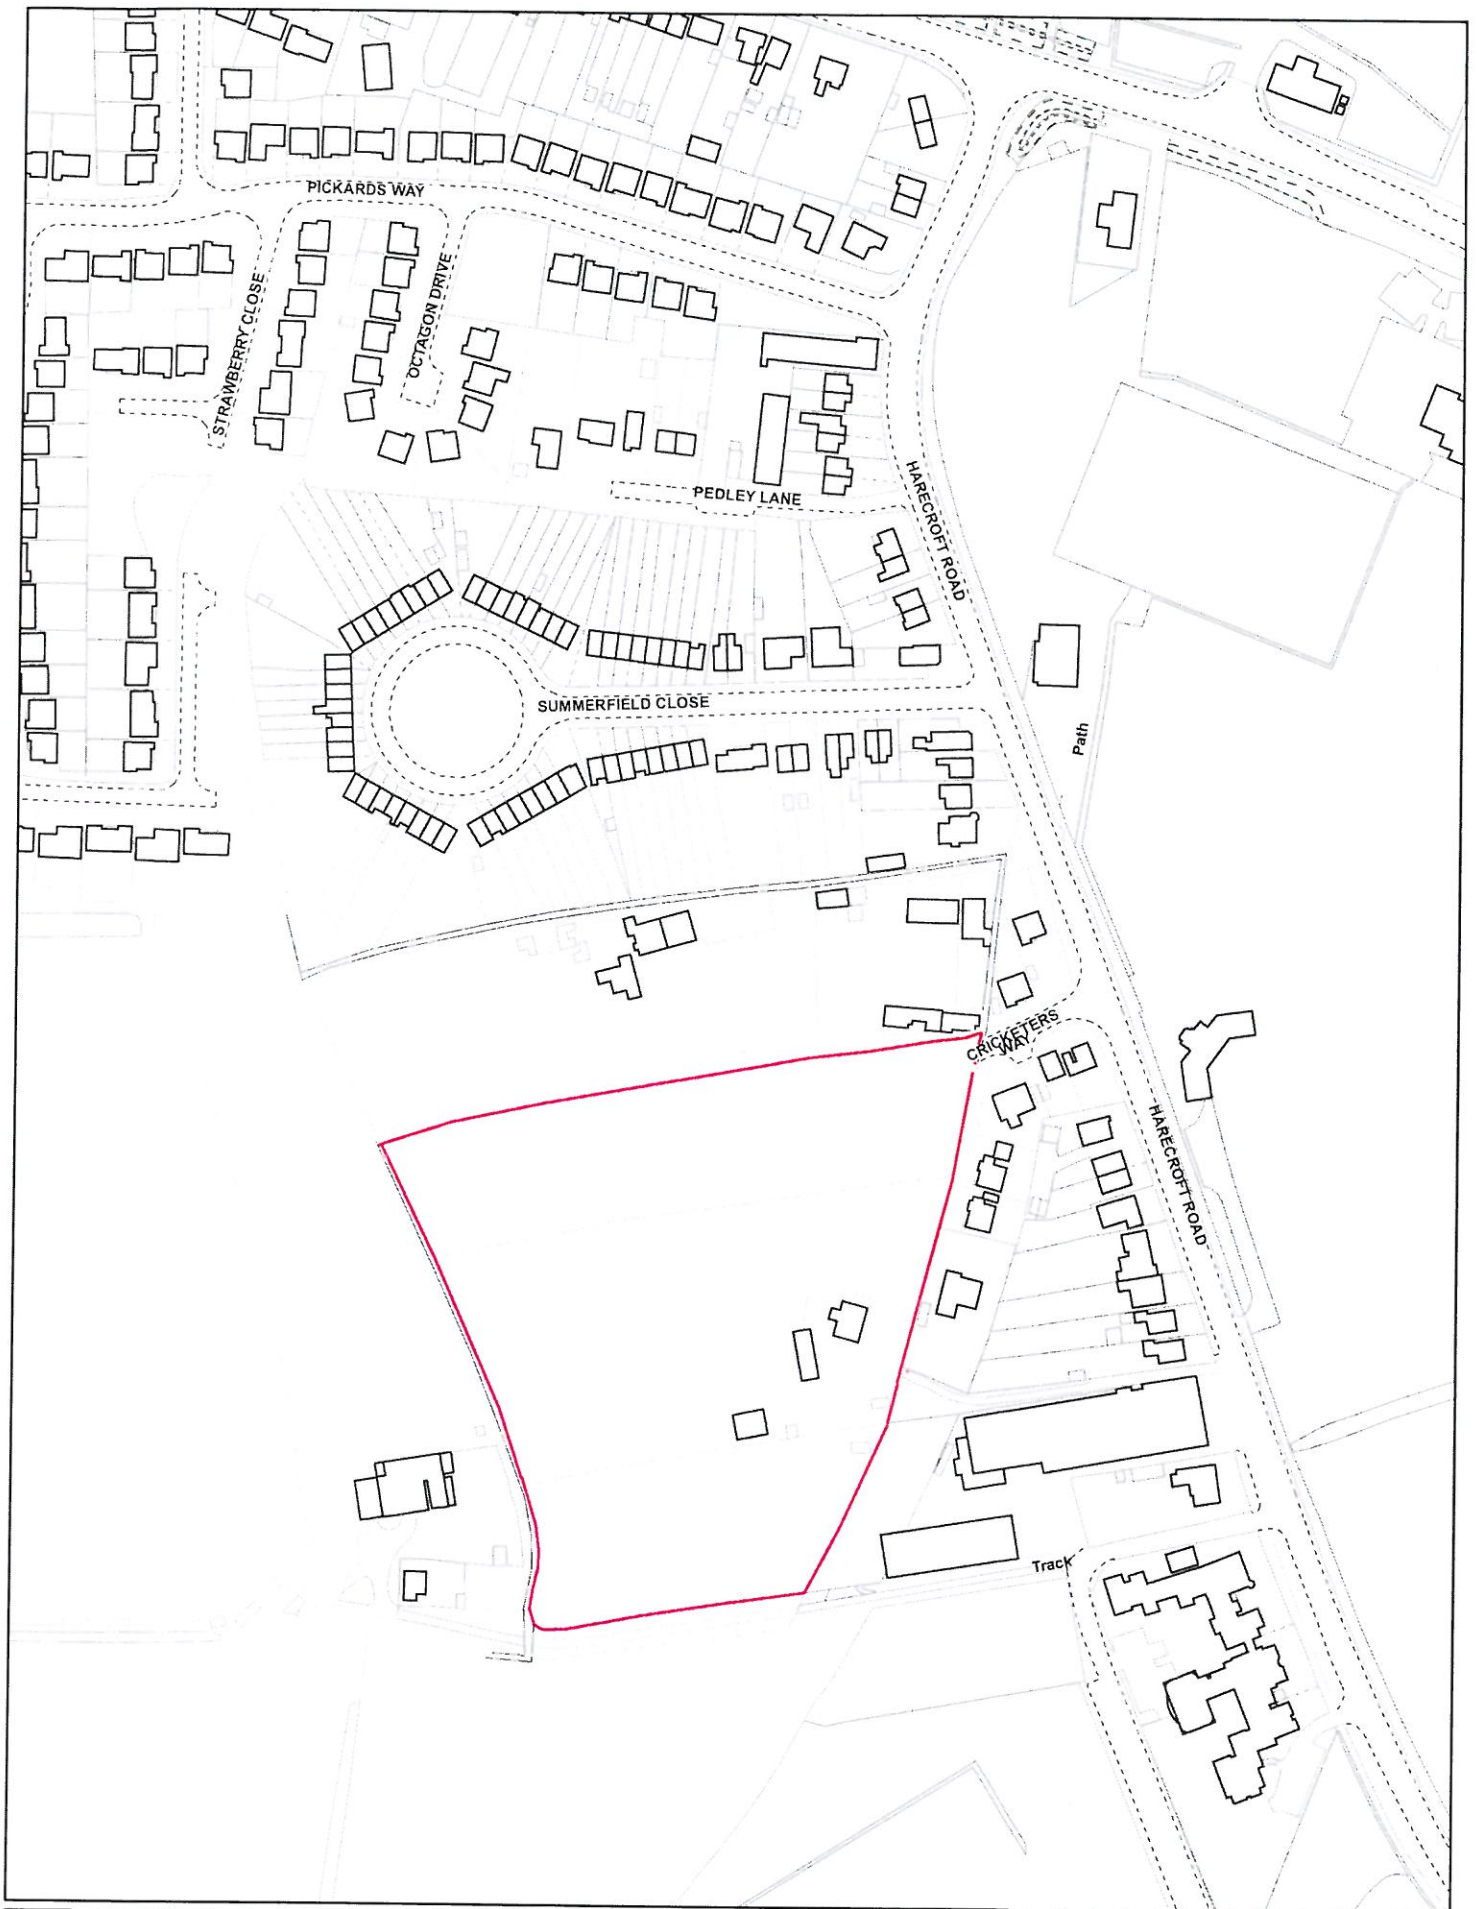 PICKARDS WAY
STRAWBERRY CLOSE
OCTAGON DRIVE
PEDLEY LANE
HARECROFT ROAD
SUMMERFIELD CLOSE
Path
CRICKETERS
WAY
HARECROFT ROAD
Track